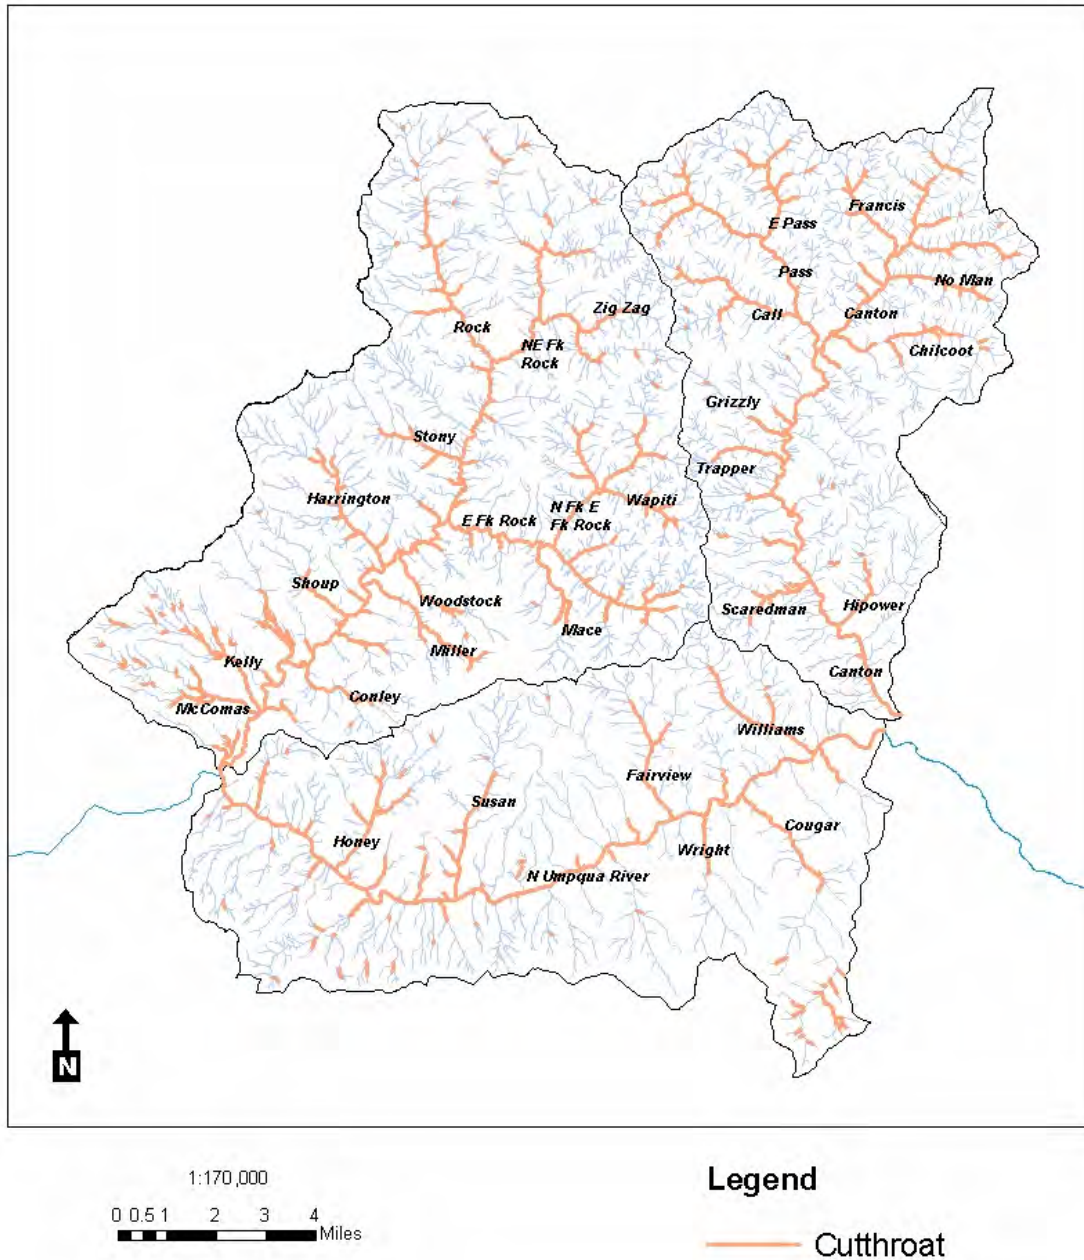 Francis
E Pass
Pass
No Man
Zig Zag
Call
Canton
Rock
NE Fk
Rock
Chilcoot
Grizzly
Stony
Trapper
Harrington
Wapiti
N Fk E
Fk Rock
E Fk Rock
Shoup
Woodstock
Scaredman
Hipower
Mace
Miller
Kelly
Canton
Conley
McComas
Williams
Fairview
Susan
Cougar
Honey
Wright
N Umpqua River
N
1:170,000
Legend
0 0.5 1 2 3 4
Miles
Cutthroat